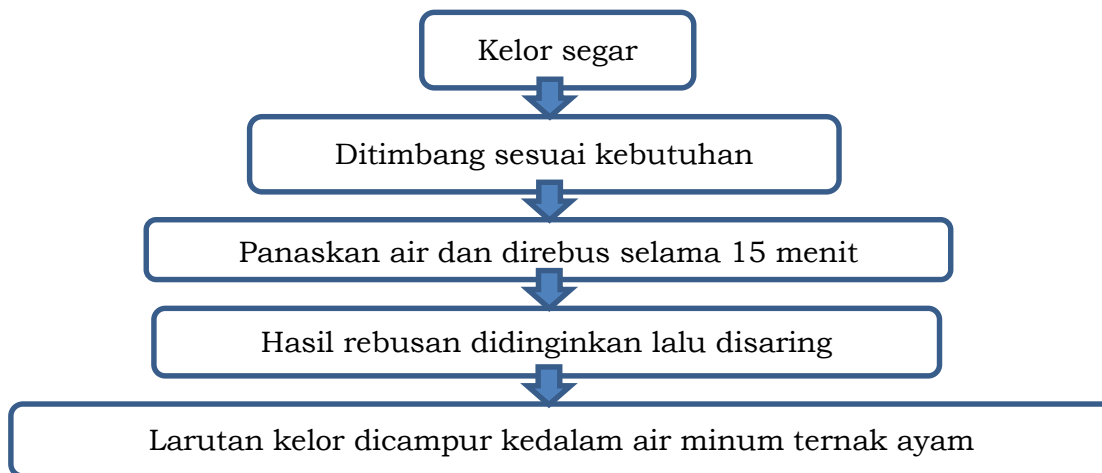 Kelor segar
Ditimbang sesuai kebutuhan
Panaskan air dan direbus selama 15 menit
Hasil rebusan didinginkan lalu disaring
Larutan kelor dicampur kedalam air minum ternak ayam